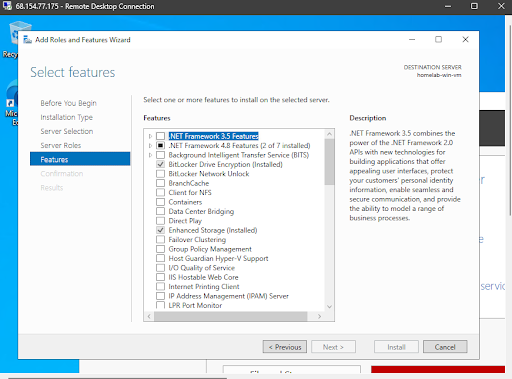 68.154.77.175 - Remote Desktop Connection
Add Roles and Features Wizard
Select features
DESTINATION SERVER
homelab-win-vm
Before You Begin
Installation Type
Server Selection
Server Roles
Features
Confirmation
Results
Select one or more features to install on the selected server.
Features
.NET Framework 3.5 Features
.NET Framework 4.8 Features (2 of 7 installed)
Background Intelligent Transfer Service (BITS)
BitLocker Drive Encryption (Installed)
BitLocker Network Unlock
BranchCache
Client for NFS
Containers
Data Center Bridging
Direct Play
Enhanced Storage (Installed)
Failover Clustering
Group Policy Management
Host Guardian Hyper-V Support
I/O Quality of Service
IIS Hostable Web Core
Internet Printing Client
IP Address Management (IPAM) Server
LPR Port Monitor
Description
.NET Framework 3.5 combines the
power of the .NET Framework 2.0
APIs with new technologies for
building applications that offer
appealing user interfaces, protect
your customers' personal identity
information, enable seamless and
secure communication, and provide
the ability to model a range of
business processes.
< Previous
Next >
Install
Cancel